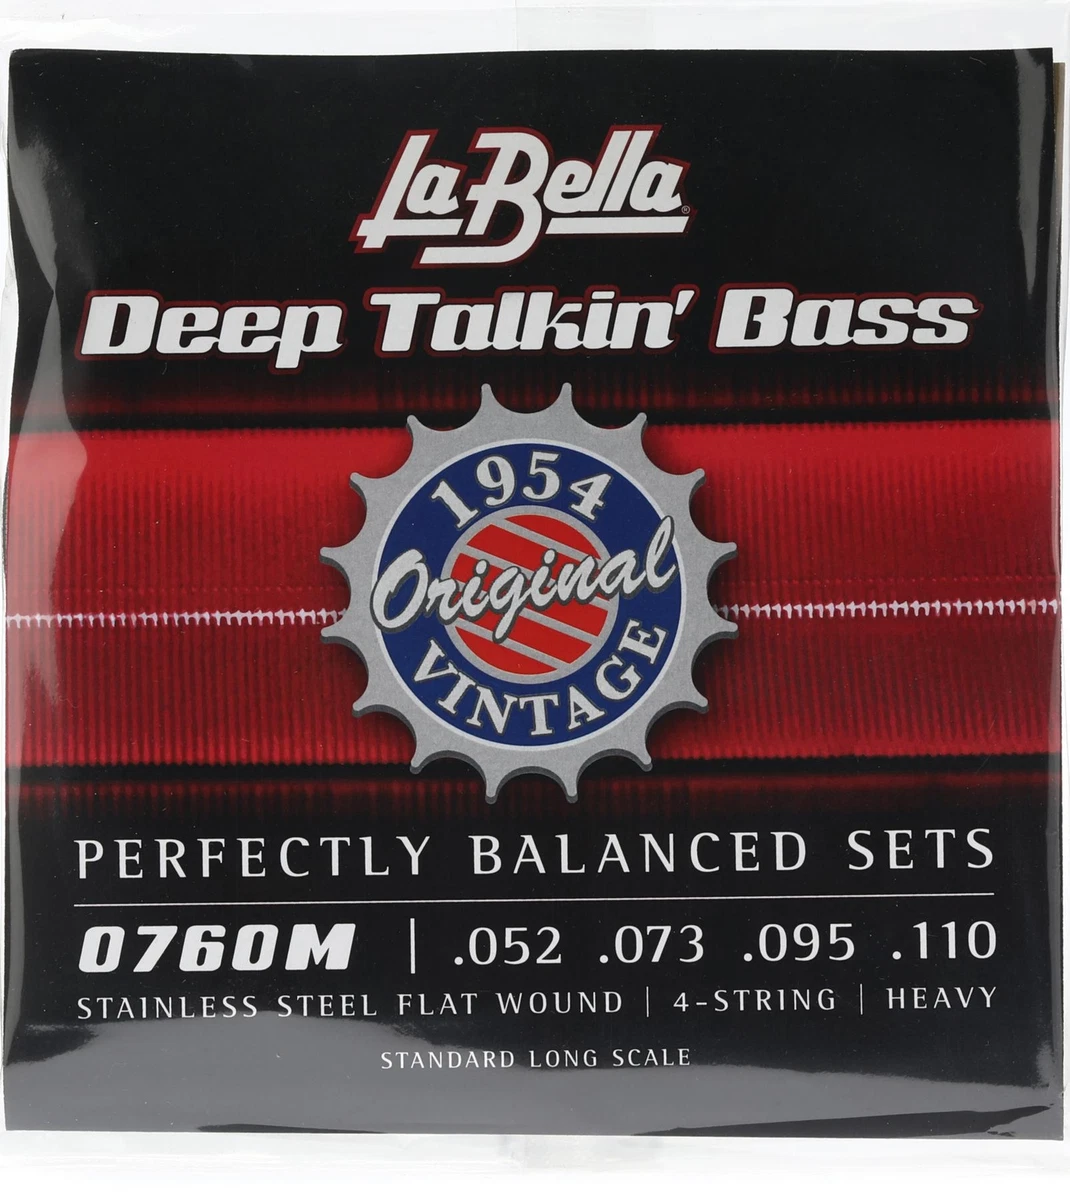 La Bella®
Deep Talkin' Bass
1954
Original
VINTAGE
PERFECTLY BALANCED SETS
0760M | .052 .073 .095 .110
STAINLESS STEEL FLAT WOUND | 4-STRING | HEAVY
STANDARD LONG SCALE